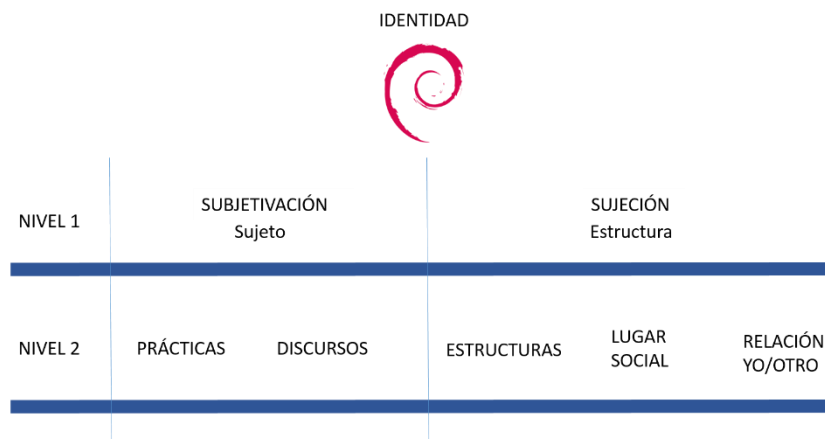 IDENTIDAD
SUBJETIVACIÓN
Sujeto
SUJECIÓN
Estructura
NIVEL 1
NIVEL 2
PRÁCTICAS
DISCURSOS
ESTRUCTURAS
LUGAR
SOCIAL
RELACIÓN
YO/OTRO